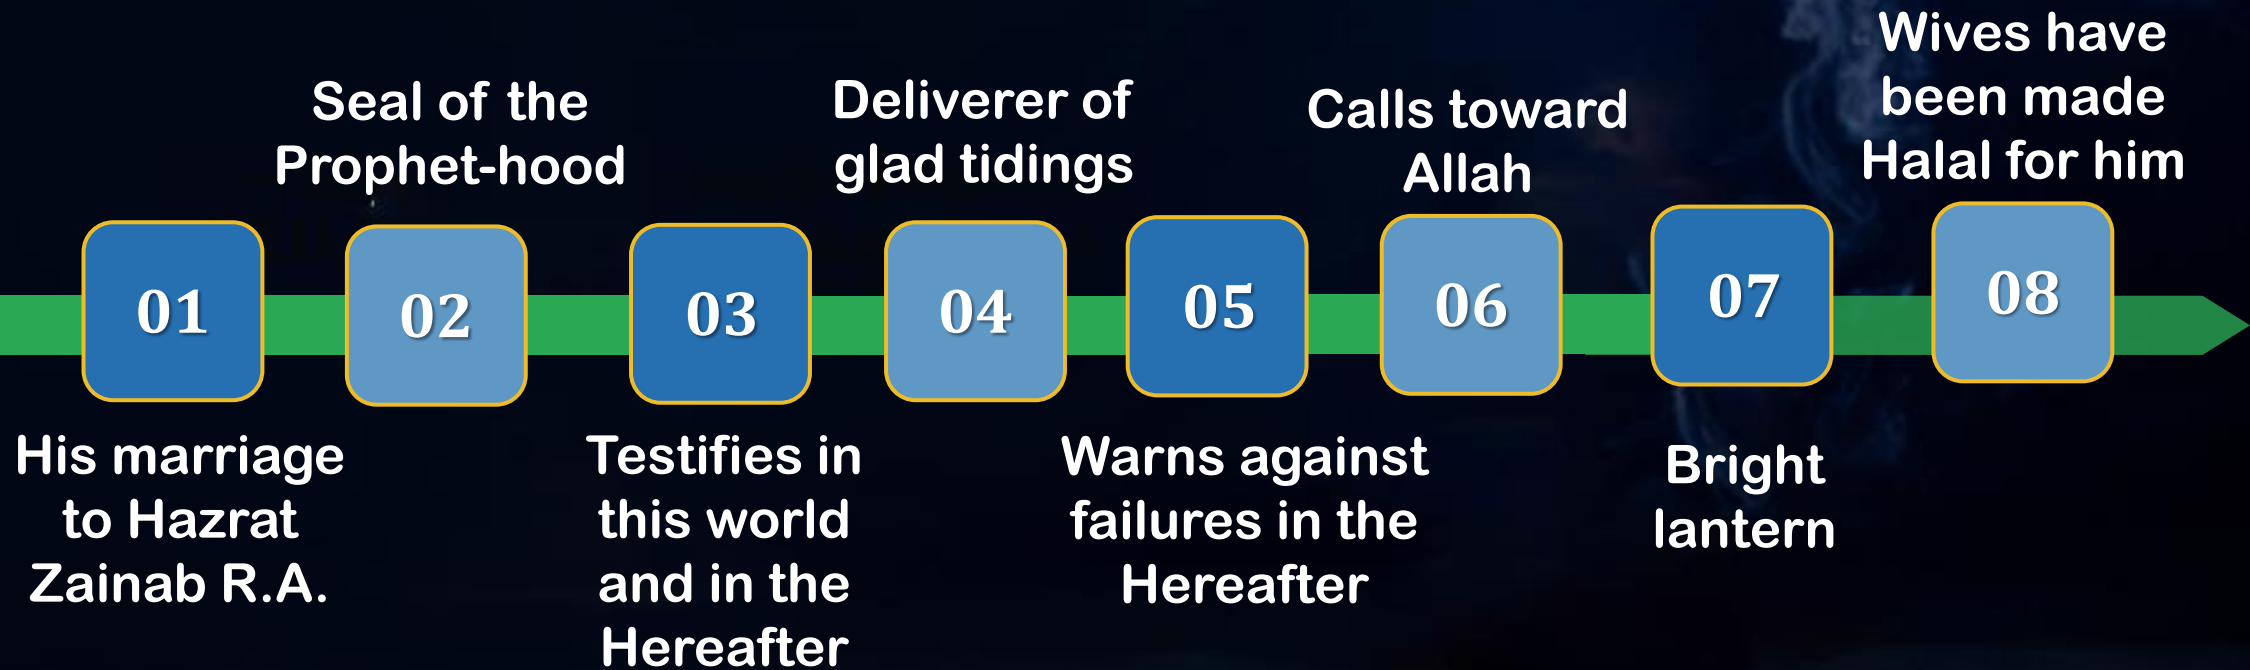 01
His marriage
to Hazrat
Zainab R.A.
02
Seal of the
Prophet-hood
03
Testifies in
this world
and in the
Hereafter
04
Deliverer of
glad tidings
05
Warns against
failures in the
Hereafter
06
Calls toward
Allah
07
Bright
lantern
08
Wives have
been made
Halal for him